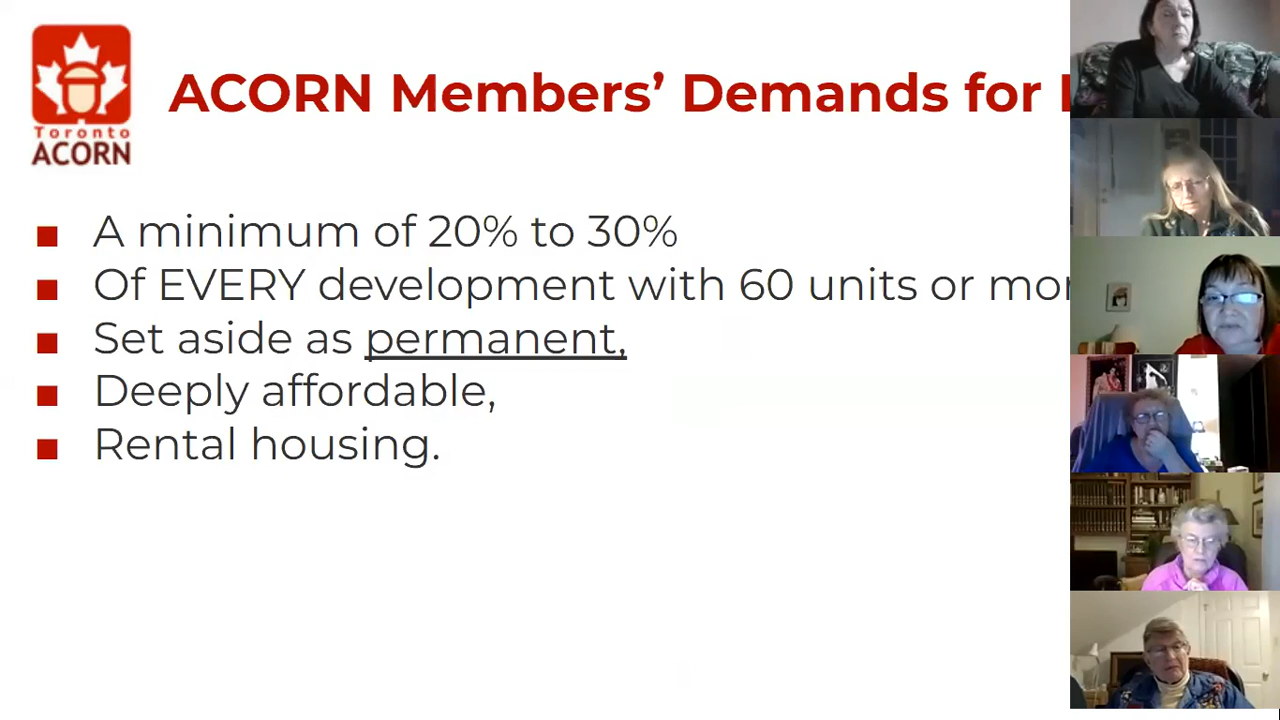 Toronto
ACORN
ACORN Members’ Demands for
A minimum of 20% to 30%
Of EVERY development with 60 units or
Set aside as permanent,
Deeply affordable,
Rental housing.